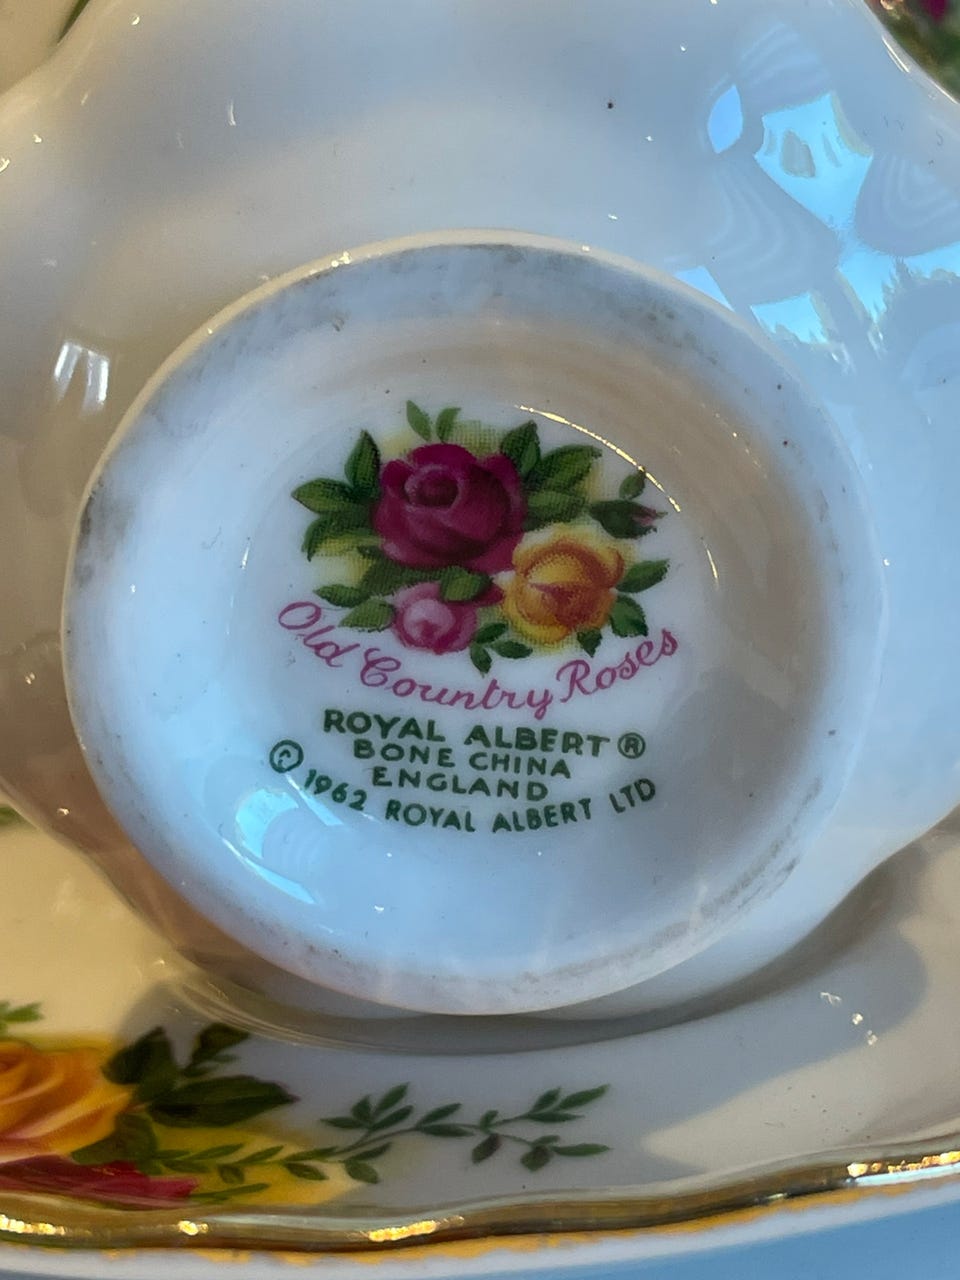 Old Country Roses
ROYAL ALBERT ®
BONE CHINA
ENGLAND
© 1962 ROYAL ALBERT LTD